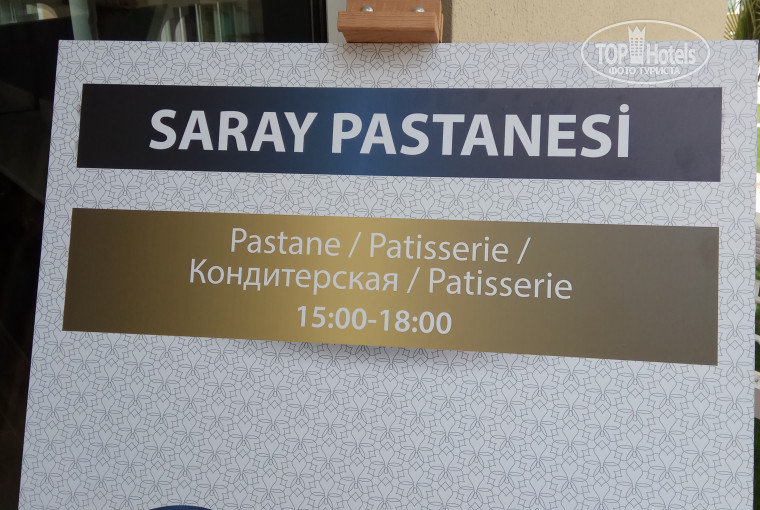 TOP Hotels
ФОТО ТУРИСТА
SARAY PASTANESİ
Pastane / Patisserie /
Кондитерская / Patisserie
15:00-18:00